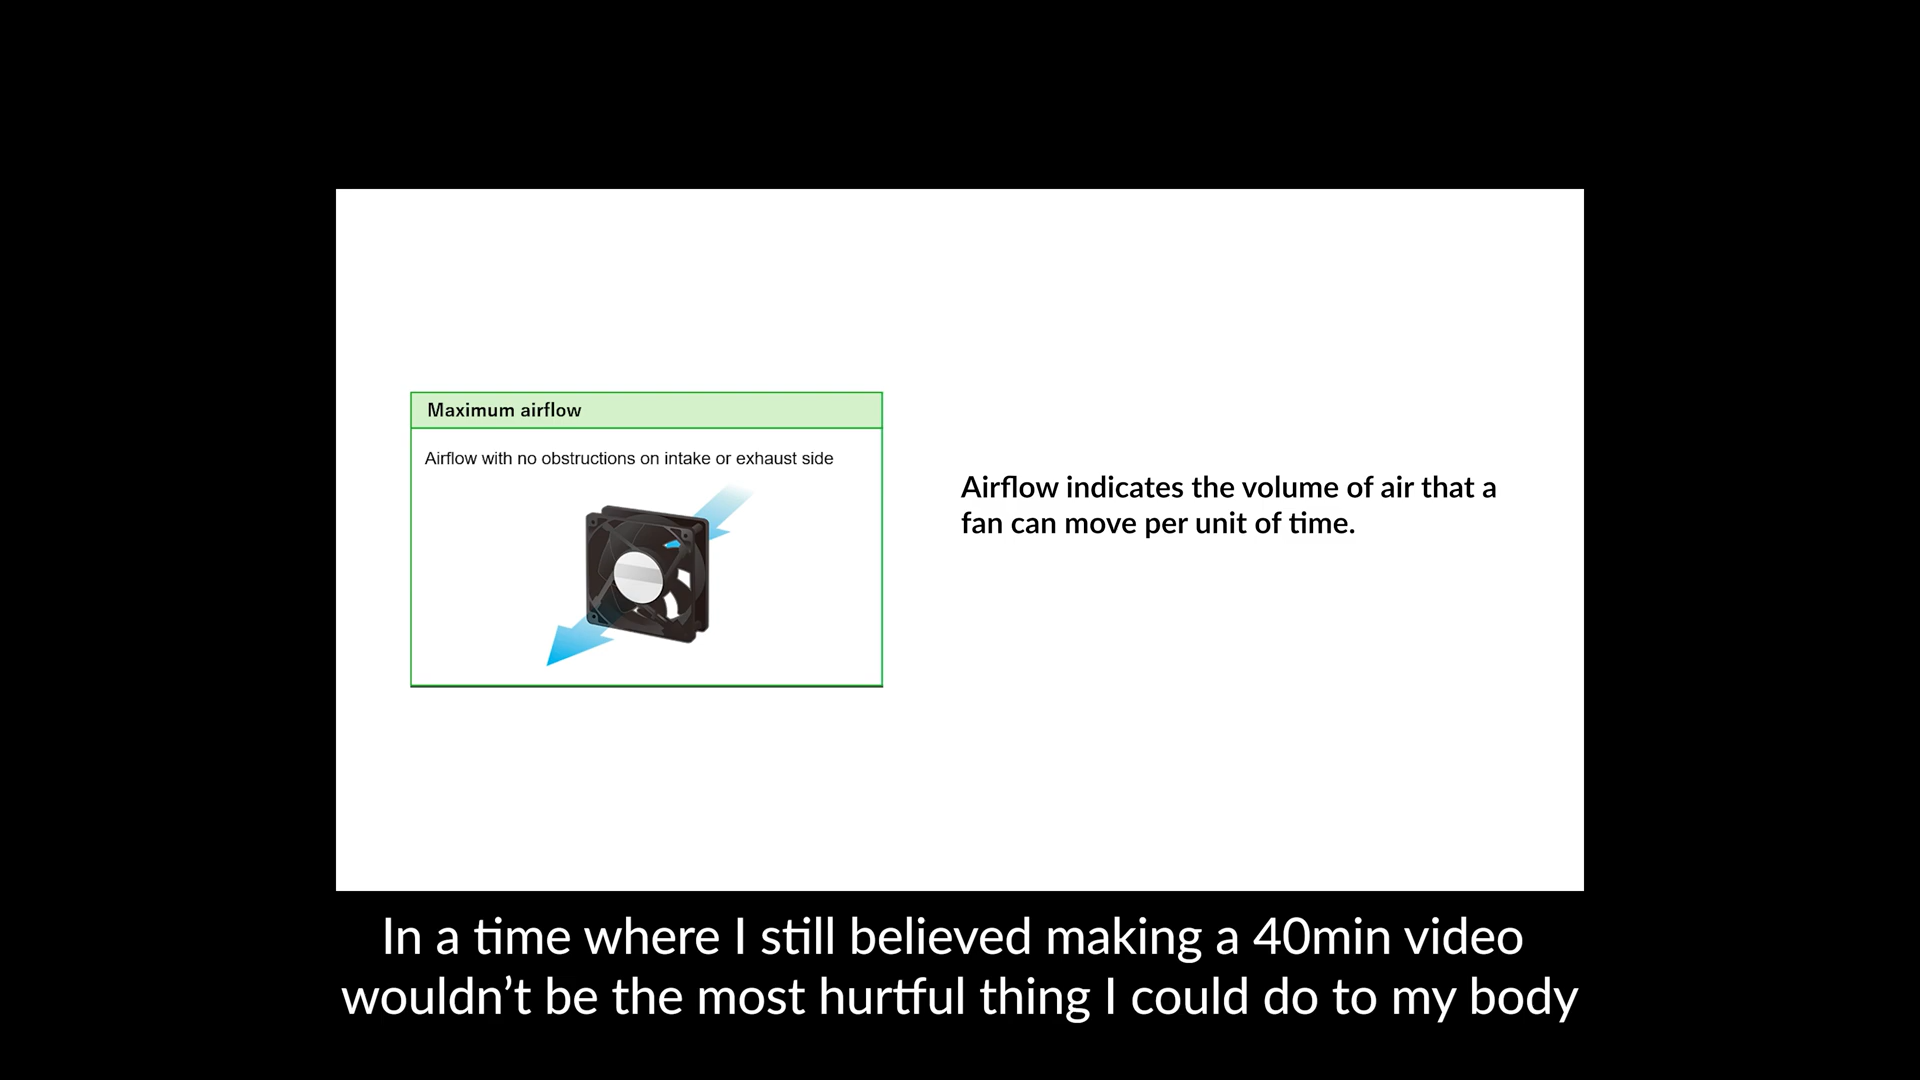 Maximum airflow
Airflow with no obstructions on intake or exhaust side
Airflow indicates the volume of air that a
fan can move per unit of time.
In a time where I still believed making a 40min video
wouldn’t be the most hurtful thing I could do to my body